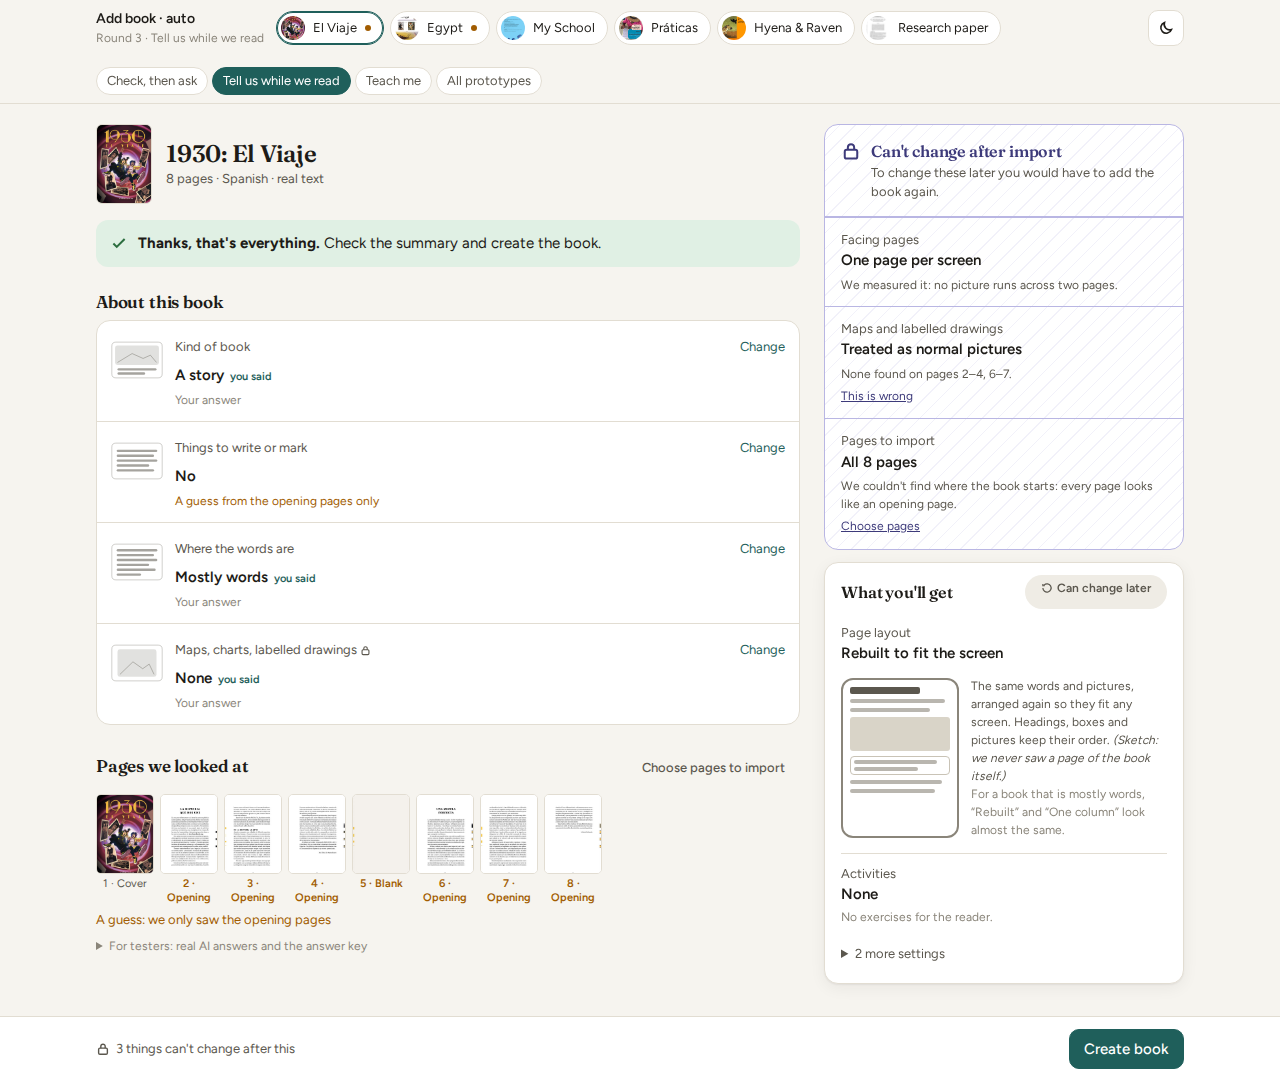 Add book · auto
Round 3 · Tell us while we read
El Viaje
Egypt
My School
Práticas
Hyena & Raven
Research paper
Check, then ask
Tell us while we read
Teach me
All prototypes
1930
1930: El Viaje
8 pages · Spanish · real text
Thanks, that's everything. Check the summary and create the book.
About this book
Kind of book
Change
A story you said
Your answer
Things to write or mark
Change
No
A guess from the opening pages only
Where the words are
Change
Mostly words you said
Your answer
Maps, charts, labelled drawings
Change
None you said
Your answer
Pages we looked at
Choose pages to import
1930
1 · Cover
2 ·
Opening
3 ·
Opening
4 ·
Opening
5 · Blank
6 ·
Opening
7 ·
Opening
8 ·
Opening
A guess: we only saw the opening pages
For testers: real AI answers and the answer key
Can't change after import
To change these later you would have to add the
book again.
Facing pages
One page per screen
We measured it: no picture runs across two pages.
Maps and labelled drawings
Treated as normal pictures
None found on pages 2–4, 6–7.
This is wrong
Pages to import
All 8 pages
We couldn't find where the book starts: every page looks
like an opening page.
Choose pages
What you'll get
Can change later
Page layout
Rebuilt to fit the screen
The same words and pictures,
arranged again so they fit any
screen. Headings, boxes and
pictures keep their order. (Sketch:
we never saw a page of the book
itself.)
For a book that is mostly words,
“Rebuilt” and “One column” look
almost the same.
Activities
None
No exercises for the reader.
2 more settings
3 things can't change after this
Create book